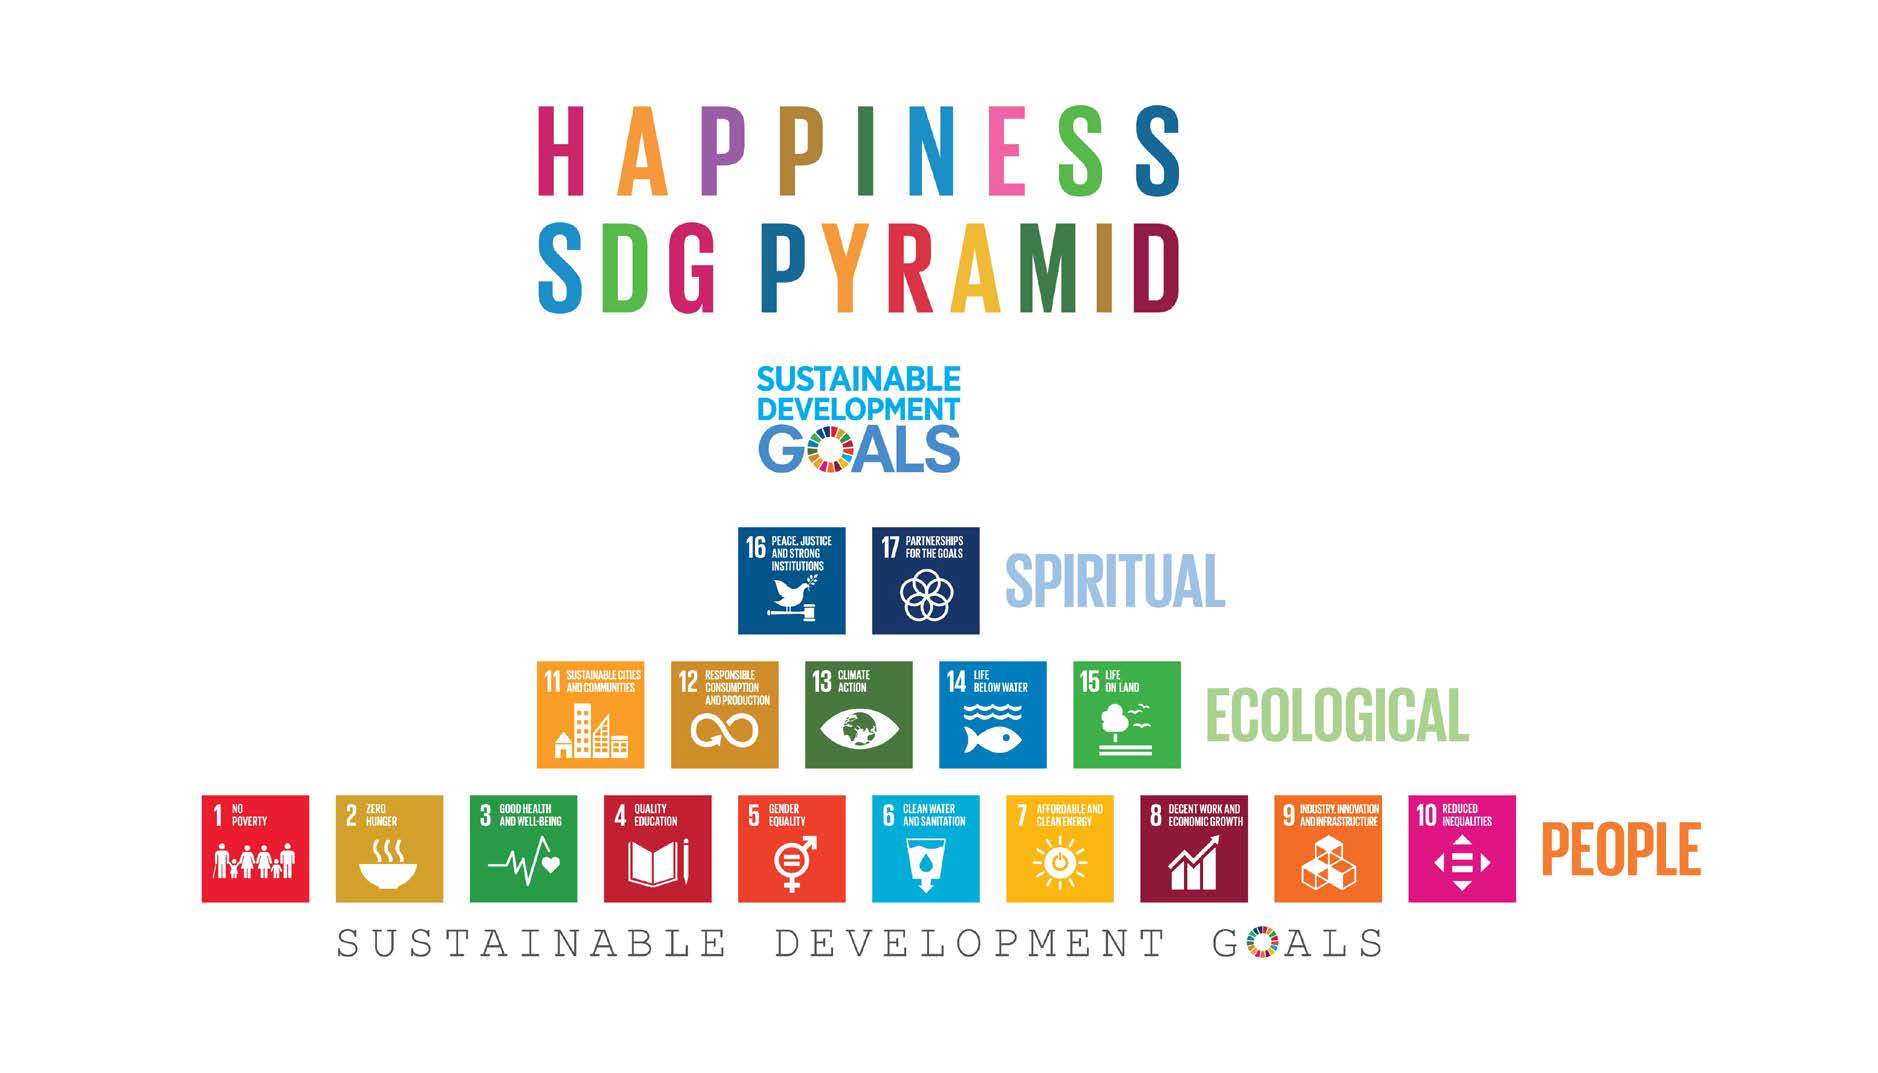 HAPPINESS
SDG PYRAMID
SUSTAINABLE
DEVELOPMENT
GOALS
16 PEACE, JUSTICE
AND STRONG
INSTITUTIONS
17 PARTNERSHIPS
FOR THE GOALS
SPIRITUAL
11 SUSTAINABLE CITIES
AND COMMUNITIES
12 RESPONSIBLE
CONSUMPTION
AND PRODUCTION
13 CLIMATE
ACTION
14 LIFE
BELOW WATER
15 LIFE
ON LAND
ECOLOGICAL
1 NO
POVERTY
2 ZERO
HUNGER
3 GOOD HEALTH
AND WELL-BEING
4 QUALITY
EDUCATION
5 GENDER
EQUALITY
6 CLEAN WATER
AND SANITATION
7 AFFORDABLE AND
CLEAN ENERGY
8 DECENT WORK AND
ECONOMIC GROWTH
9 INDUSTRY, INNOVATION
AND INFRASTRUCTURE
10 REDUCED
INEQUALITIES
PEOPLE
SUSTAINABLE DEVELOPMENT GOALS